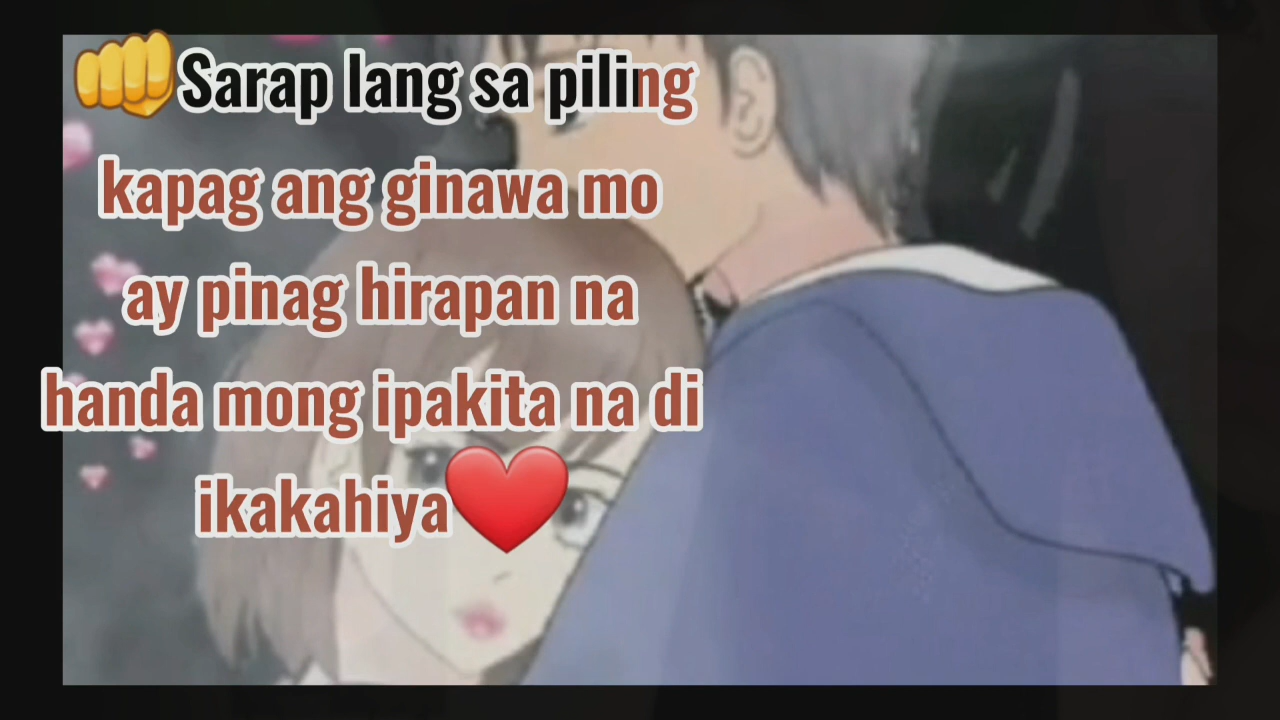 👊Sarap lang sa piling
kapag ang ginawa mo
ay pinag hirapan na
handa mong ipakita na di
ikakahiya❤️